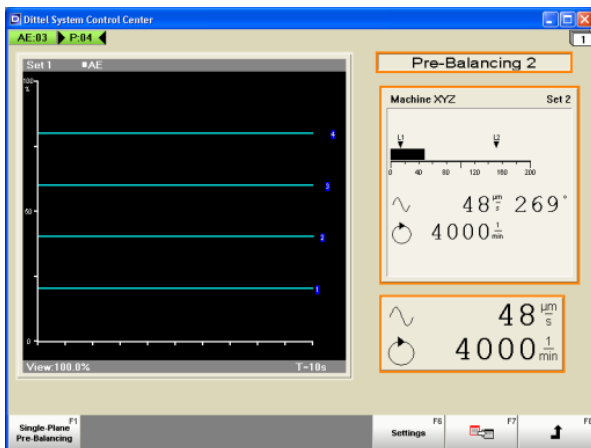 Dittel System Control Center
AE:03 P:04
1
Set 1 ■AE
100
%
50
0
4
3
2
1
View:100.0% T=10s
Pre-Balancing 2
Machine XYZ Set 2
L1 L2
0 40 80 120 160 200
48 µm/s 269°
4000 1/min
48 µm/s
4000 1/min
F1
Single-Plane
Pre-Balancing
F6
Settings
F7
F8